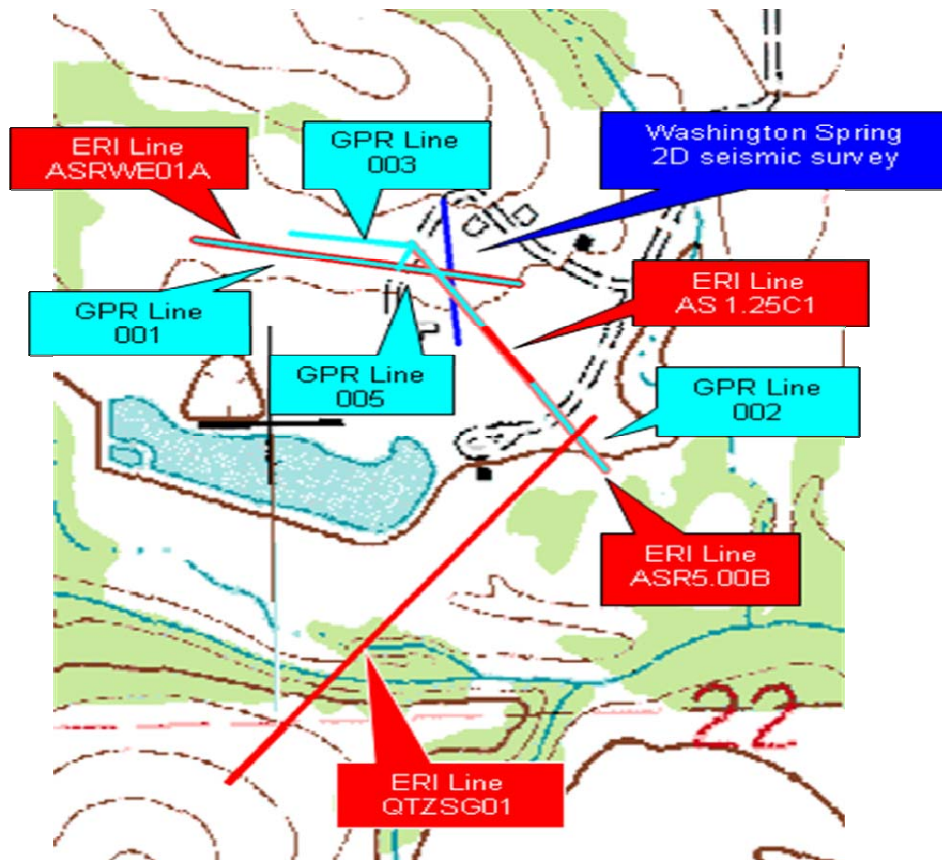 ERI Line
ASRWE01A
GPR Line
003
Washington Spring
2D seismic survey
GPR Line
001
ERI Line
AS 1.25C1
GPR Line
005
GPR Line
002
ERI Line
ASR5.00B
22
ERI Line
QTZSG01